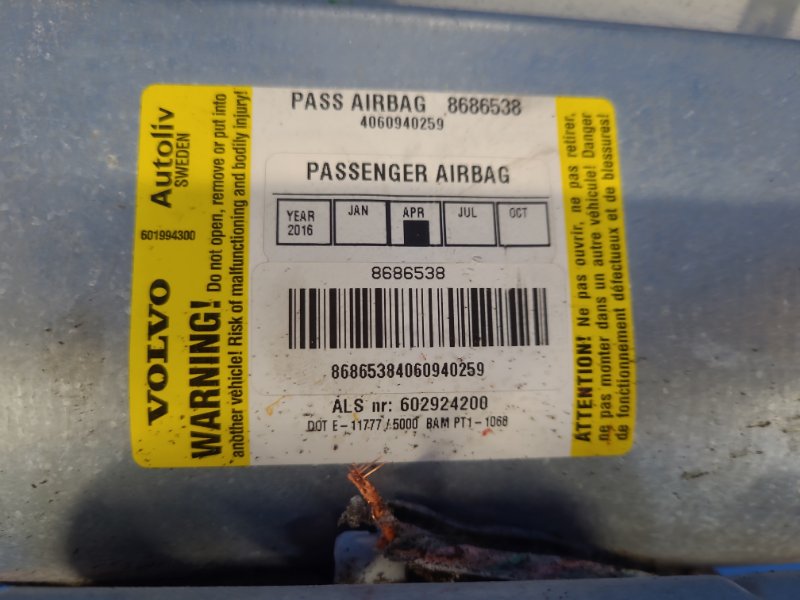 PASS AIRBAG 8686538
4060940259
PASSENGER AIRBAG
YEAR 2016 JAN APR JUL OCT
8686538
86865384060940259
ALS nr: 602924200
DOT E-11777/5000 BAM PT1-1068
VOLVO 601994300 Autoliv
SWEDEN
WARNING! Do not open, remove or put into
another vehicle! Risk of malfunctioning and bodily injury!
ATTENTION! Ne pas ouvrir, ne pas retirer,
ne pas monter dans un autre véhicule! Danger
de fonctionnement défectueux et de blessures!